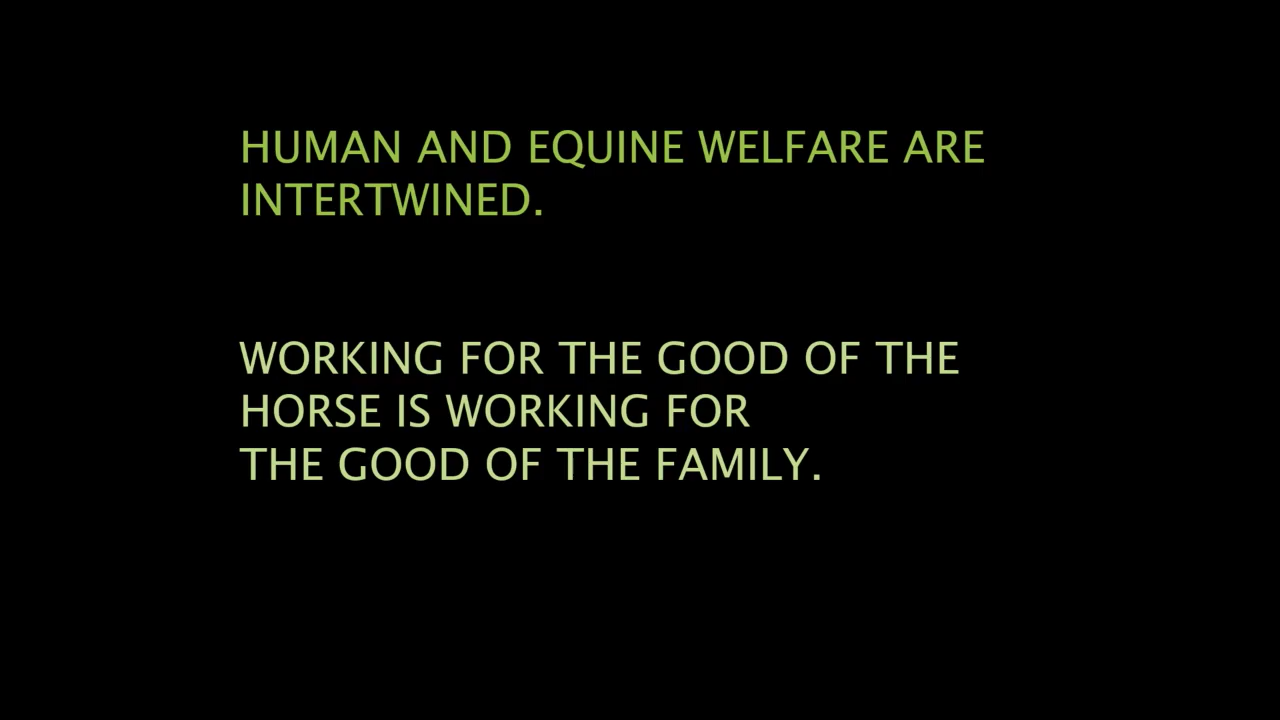 HUMAN AND EQUINE WELFARE ARE
INTERTWINED.
WORKING FOR THE GOOD OF THE
HORSE IS WORKING FOR
THE GOOD OF THE FAMILY.